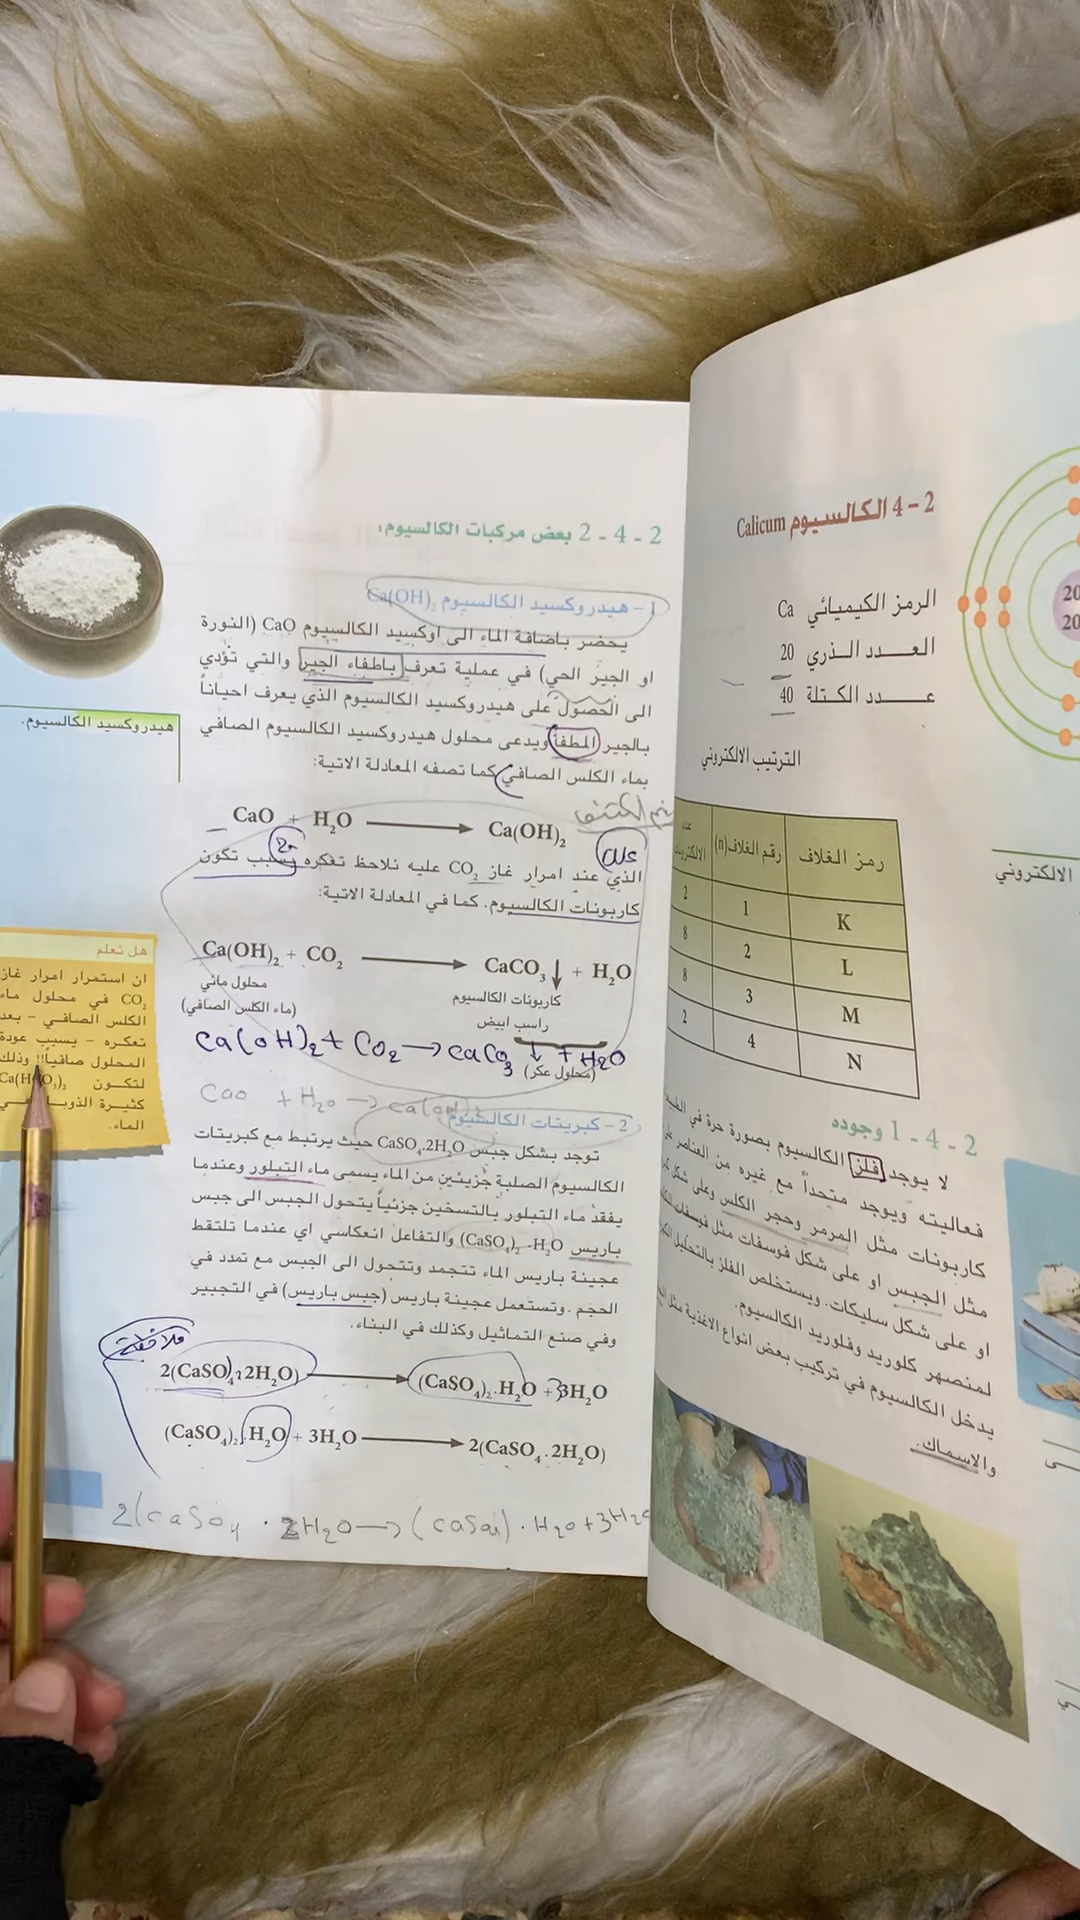 2 - 4 الكالسيوم Calicum
الرمز الكيميائي Ca
العـــدد الـذري 20
عـــدد الكـتلة 40
الترتيب الالكتروني
رمز الغلاف رقم الغلاف(n)
K 1 2
L 2 8
M 3 8
N 4 2
2 - 4 - 1 وجوده
لا يوجد فلز الكالسيوم بصورة حرة في
فعاليته ويوجد متحداً مع غيره من العناصر
كاربونات مثل المرمر وحجر الكلس وعلى شكل
مثل الجبس او على شكل فوسفات مثل فوسفات
او على شكل سليكات. ويستخلص الفلز بالتحليل
لمنصهر كلوريد وفلوريد الكالسيوم.
يدخل الكالسيوم في تركيب بعض انواع الاغذية مثل
والاسماك.
20
20
الالكتروني
2 - 4 - 2 بعض مركبات الكالسيوم:
1 - هيدروكسيد الكالسيوم Ca(OH)₂
يحضر باضافة الماء الى اوكسيد الكالسيوم CaO (النورة
او الجير الحي) في عملية تعرف باطفاء الجير والتي تؤدي
الى الحصول على هيدروكسيد الكالسيوم الذي يعرف احياناً
بالجير المطفأ ويدعى محلول هيدروكسيد الكالسيوم الصافي
بماء الكلس الصافي كما تصفه المعادلة الاتية:
CaO + H₂O ⟶ Ca(OH)₂
علل
الذي عند امرار غاز CO₂ عليه نلاحظ تعكره بسبب تكون
كاربونات الكالسيوم. كما في المعادلة الاتية:
Ca(OH)₂ + CO₂ ⟶ CaCO₃↓ + H₂O
محلول مائي كاربونات الكالسيوم
(ماء الكلس الصافي) راسب ابيض
(محلول عكر)
Ca(OH)₂ + CO₂ → CaCO₃ ↓ + H₂O
CaO + H₂O → Ca(OH)₂
2 - كبريتات الكالسيوم
توجد بشكل جبس CaSO₄.2H₂O حيث يرتبط مع كبريتات
الكالسيوم الصلبة جزيئين من الماء يسمى ماء التبلور وعندما
يفقد ماء التبلور بالتسخين جزئياً يتحول الجبس الى جبس
باريس (CaSO₄)₂.H₂O والتفاعل انعكاسي اي عندما تلتقط
عجينة باريس الماء تتجمد وتتحول الى الجبس مع تمدد في
الحجم. وتستعمل عجينة باريس (جبس باريس) في التجبير
وفي صنع التماثيل وكذلك في البناء.
ملاحظة
2(CaSO₄.2H₂O) ⟶ (CaSO₄)₂.H₂O + 3H₂O
(CaSO₄)₂.H₂O + 3H₂O ⟶ 2(CaSO₄.2H₂O)
هيدروكسيد الكالسيوم.
هل تعلم
ان استمرار امرار غاز
CO₂ في محلول ماء
الكلس الصافي - بعد
تعكره - يسبب عودة
المحلول صافياً!! وذلك
لتكـون Ca(HCO₃)₂
كثيرة الذوبان في
الماء.